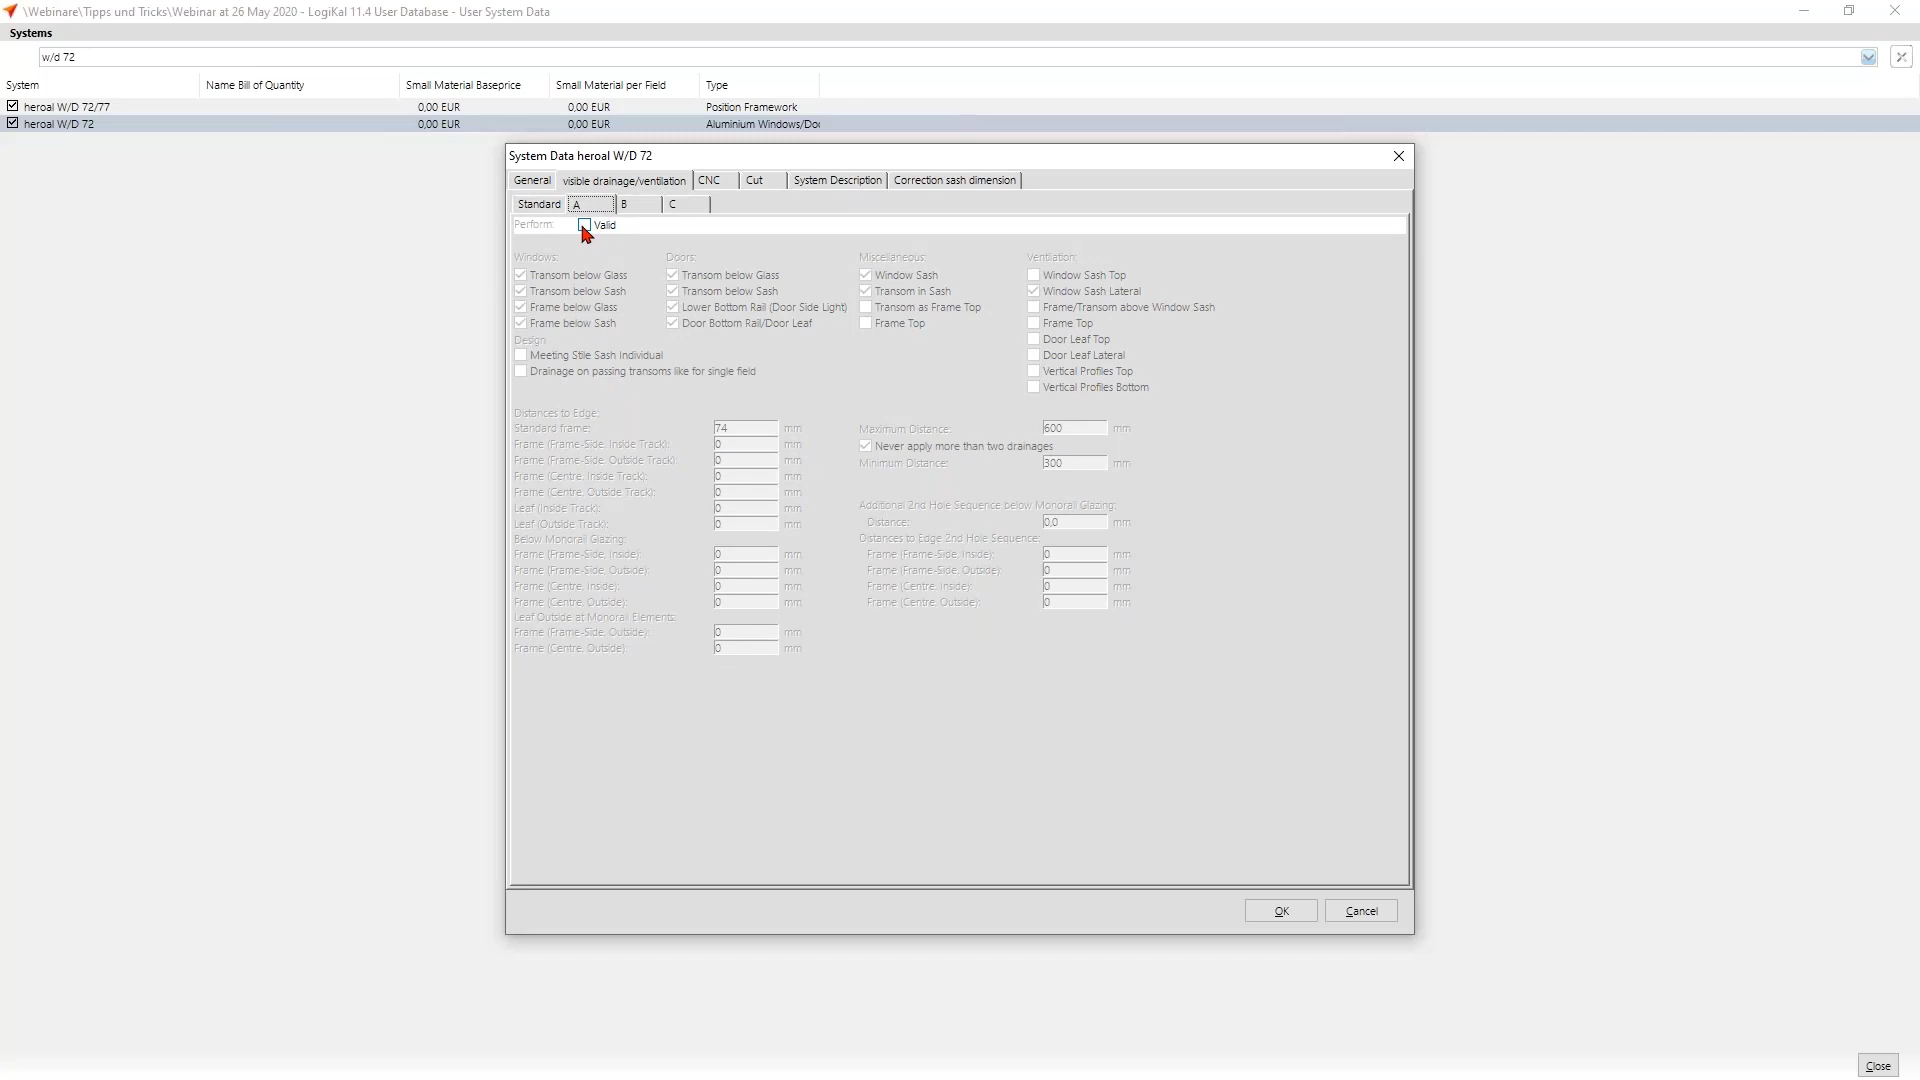 \Webinare\Tipps und Tricks\Webinar at 26 May 2020 - LogiKal 11.4 User Database - User System Data
Systems
w/d 72
System Name Bill of Quantity Small Material Baseprice Small Material per Field Type
heroal W/D 72/77 0,00 EUR 0,00 EUR Position Framework
heroal W/D 72 0,00 EUR 0,00 EUR Aluminium Windows/Doo
System Data heroal W/D 72
General visible drainage/ventilation CNC Cut System Description Correction sash dimension
Standard A B C
Perform: Valid
Windows: Doors: Miscellaneous: Ventilation:
Transom below Glass Transom below Glass Window Sash Window Sash Top
Transom below Sash Transom below Sash Transom in Sash Window Sash Lateral
Frame below Glass Lower Bottom Rail (Door Side Light) Transom as Frame Top Frame/Transom above Window Sash
Frame below Sash Door Bottom Rail/Door Leaf Frame Top Frame Top
Design Door Leaf Top
Meeting Stile Sash Individual Door Leaf Lateral
Drainage on passing transoms like for single field Vertical Profiles Top
Vertical Profiles Bottom
Distances to Edge:
Standard frame: 74 mm Maximum Distance: 600 mm
Frame (Frame-Side, Inside Track): 0 mm Never apply more than two drainages
Frame (Frame-Side, Outside Track): 0 mm Minimum Distance: 300 mm
Frame (Centre, Inside Track): 0 mm
Frame (Centre, Outside Track): 0 mm
Leaf (Inside Track): 0 mm Additional 2nd Hole Sequence below Monorail Glazing:
Leaf (Outside Track): 0 mm Distance: 0,0 mm
Below Monorail Glazing: Distances to Edge 2nd Hole Sequence:
Frame (Frame-Side, Inside): 0 mm Frame (Frame-Side, Inside): 0 mm
Frame (Frame-Side, Outside): 0 mm Frame (Frame-Side, Outside): 0 mm
Frame (Centre, Inside): 0 mm Frame (Centre, Inside): 0 mm
Frame (Centre, Outside): 0 mm Frame (Centre, Outside): 0 mm
Leaf Outside at Monorail Elements:
Frame (Frame-Side, Outside): 0 mm
Frame (Centre, Outside): 0 mm
OK Cancel
Close